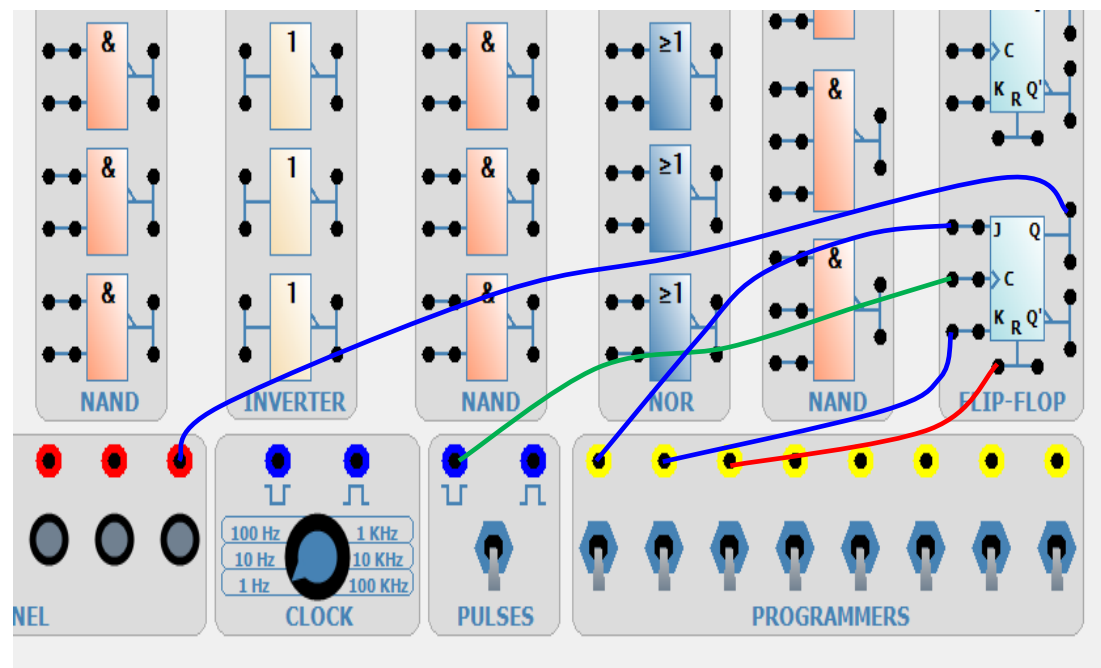 & 1 & ≥1 C
K R Q'
&
& 1 & ≥1
J Q
&
C
& 1 & ≥1
K R Q'
NAND INVERTER NAND NOR NAND FLIP-FLOP
100 Hz 1 KHz
10 Hz 10 KHz
1 Hz 100 KHz
NEL CLOCK PULSES PROGRAMMERS